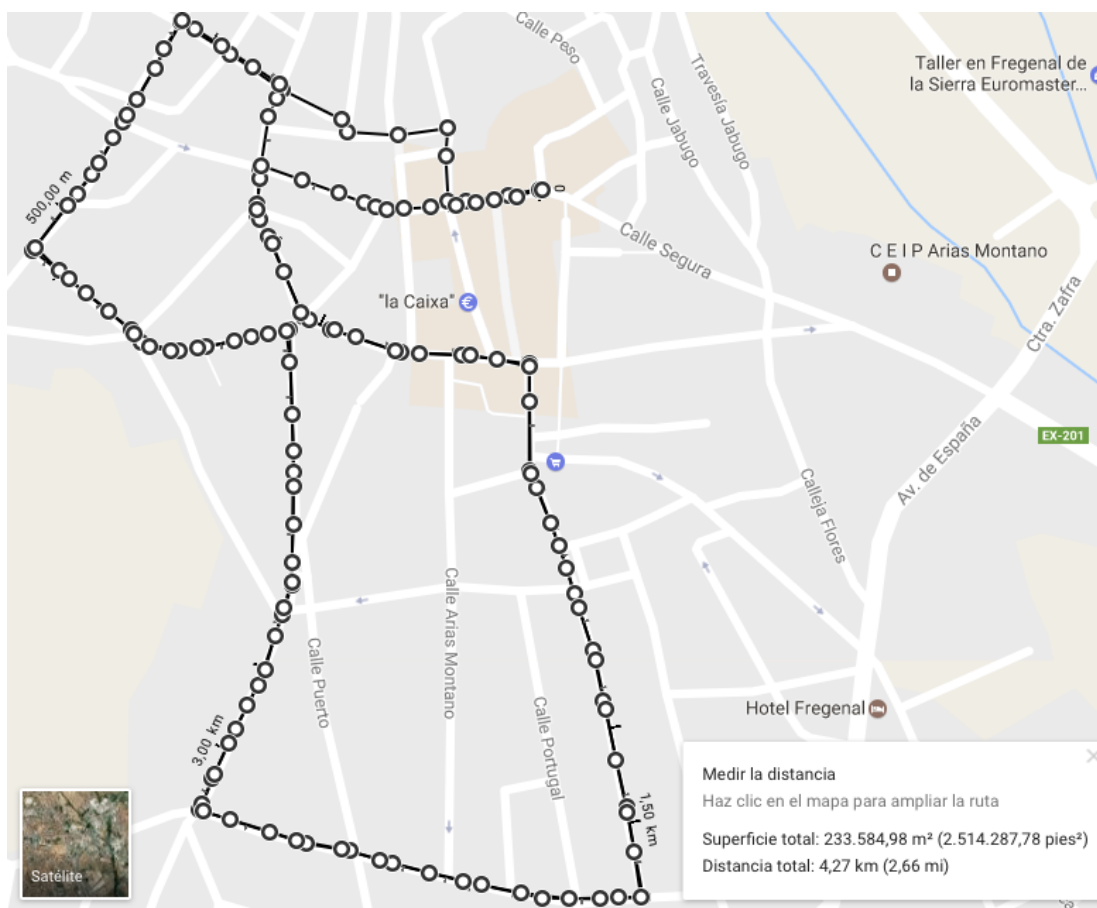 Calle Peso
Travesía Jabugo
Calle Jabugo
Taller en Fregenal de
la Sierra Euromaster...
500,00 m
0
Calle Segura
C E I P Arias Montano
"la Caixa"
€
Ctra. Zafra
EX-201
Av. de España
Calleja Flores
Calle Arias Montano
Calle Puerto
Calle Portugal
3,00 km
Hotel Fregenal
1,50 km
Medir la distancia
Haz clic en el mapa para ampliar la ruta
Superficie total: 233.584,98 m² (2.514.287,78 pies²)
Distancia total: 4,27 km (2,66 mi)
Satélite